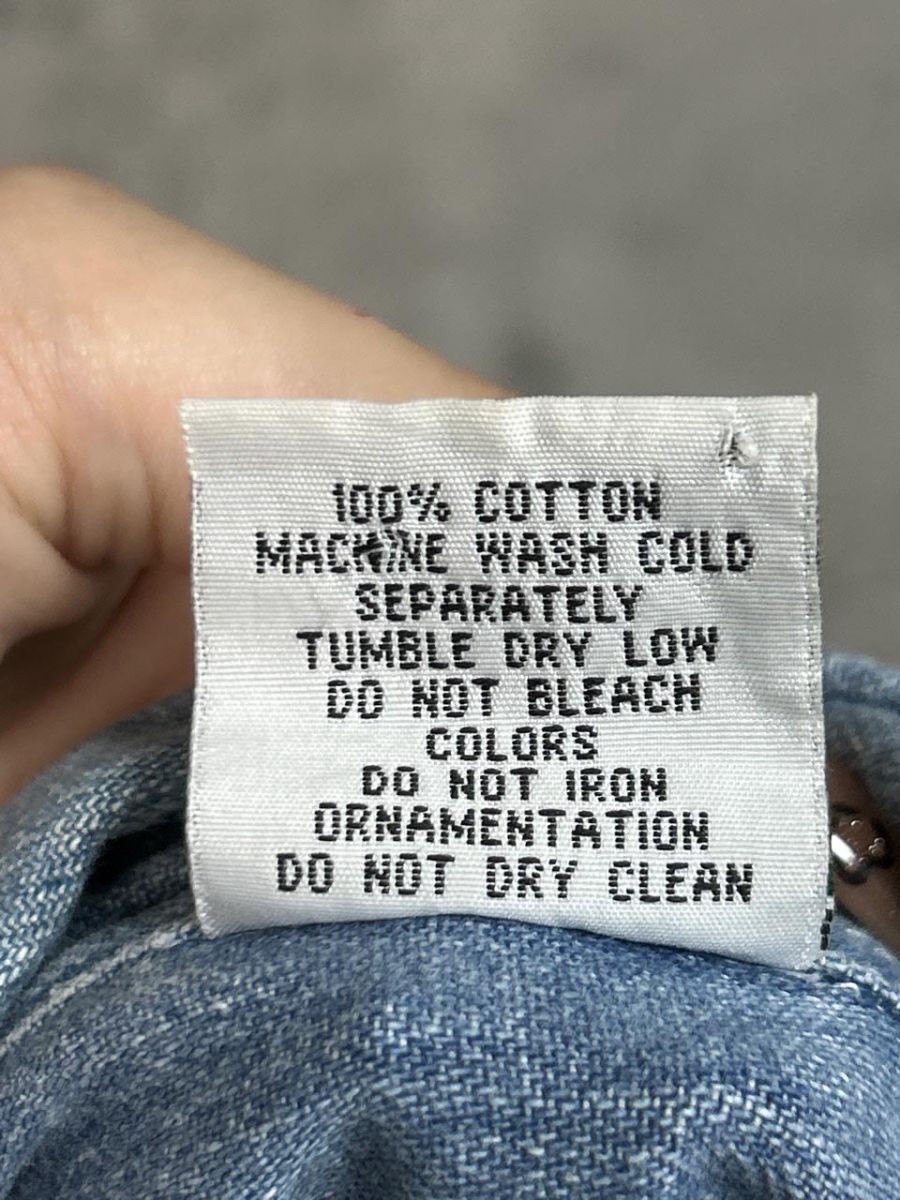 100% COTTON
MACHINE WASH COLD
SEPARATELY
TUMBLE DRY LOW
DO NOT BLEACH
COLORS
DO NOT IRON
ORNAMENTATION
DO NOT DRY CLEAN